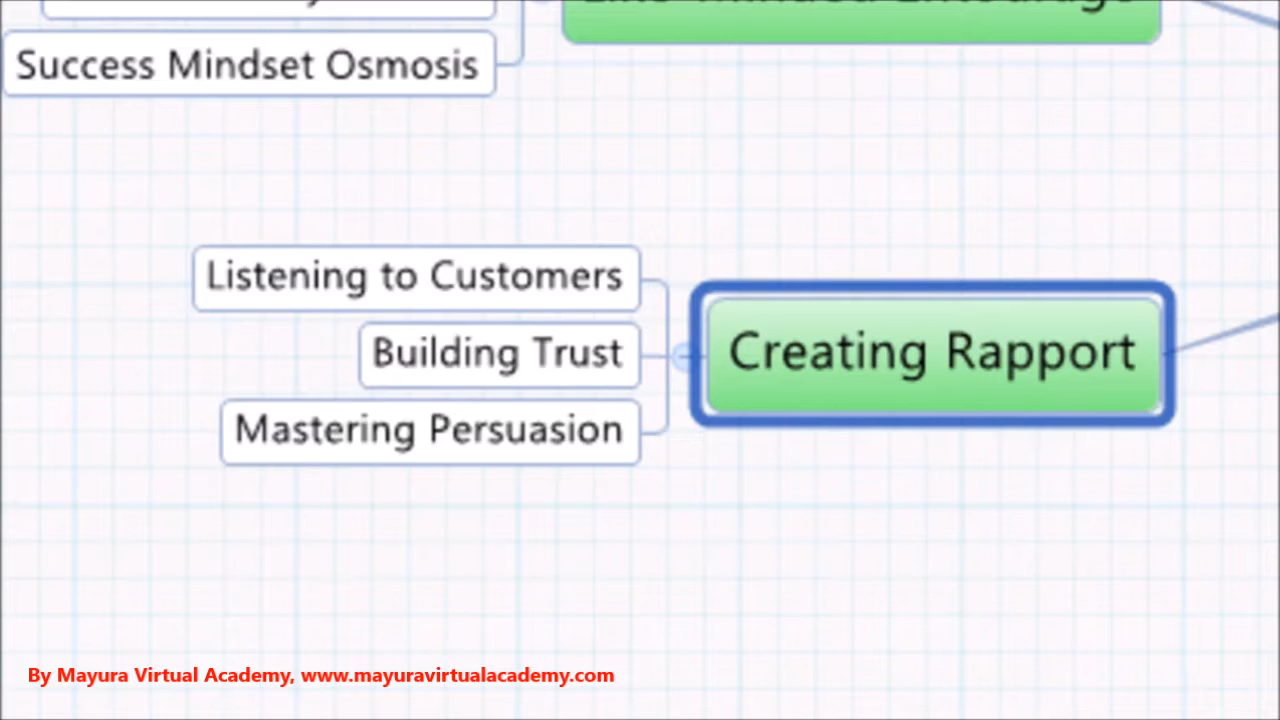 Success Mindset Osmosis
Listening to Customers
Building Trust
Creating Rapport
Mastering Persuasion
By Mayura Virtual Academy, www.mayuravirtualacademy.com